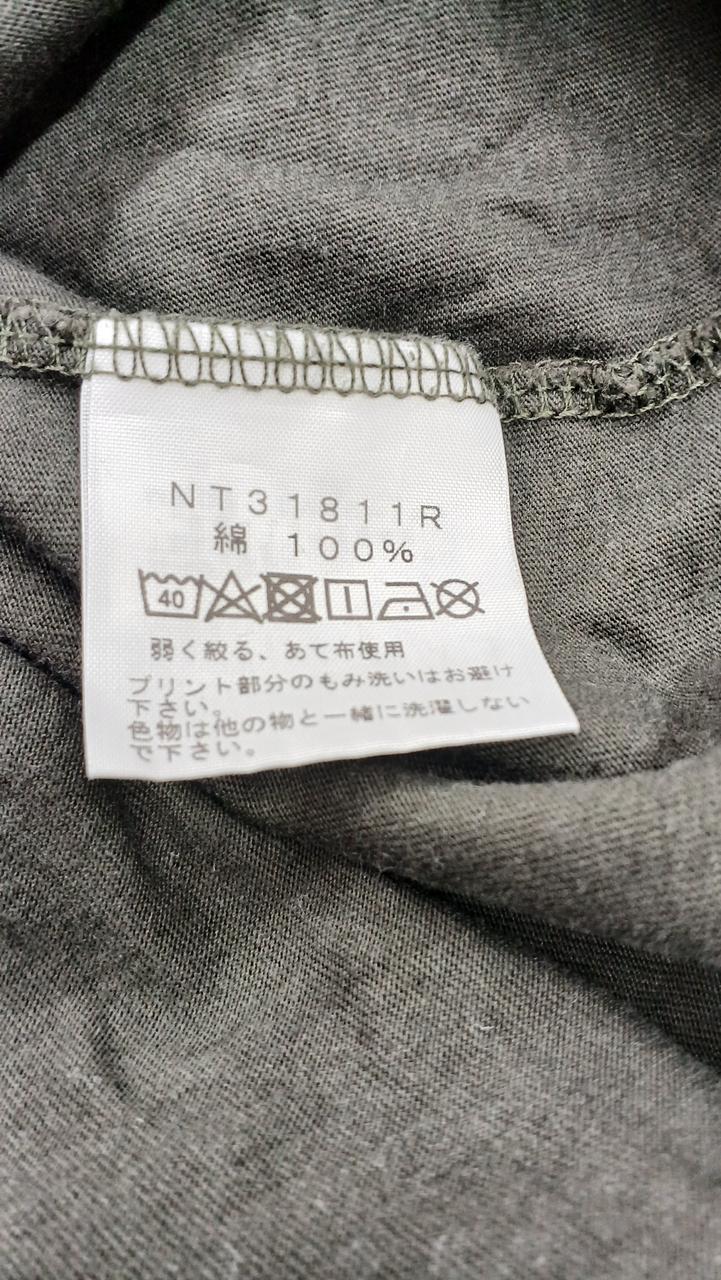 NT31811R
綿 100%
40
弱く絞る、あて布使用
プリント部分のもみ洗いはお避け
下さい。
色物は他の物と一緒に洗濯しない
で下さい。